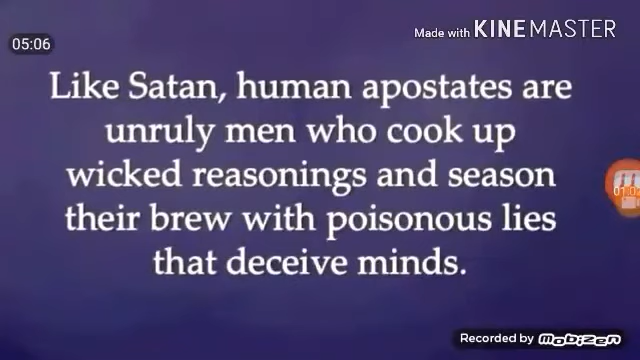 05:06
Made with KINEMASTER
Like Satan, human apostates are
unruly men who cook up
wicked reasonings and season
their brew with poisonous lies
that deceive minds.
Recorded by mobizen